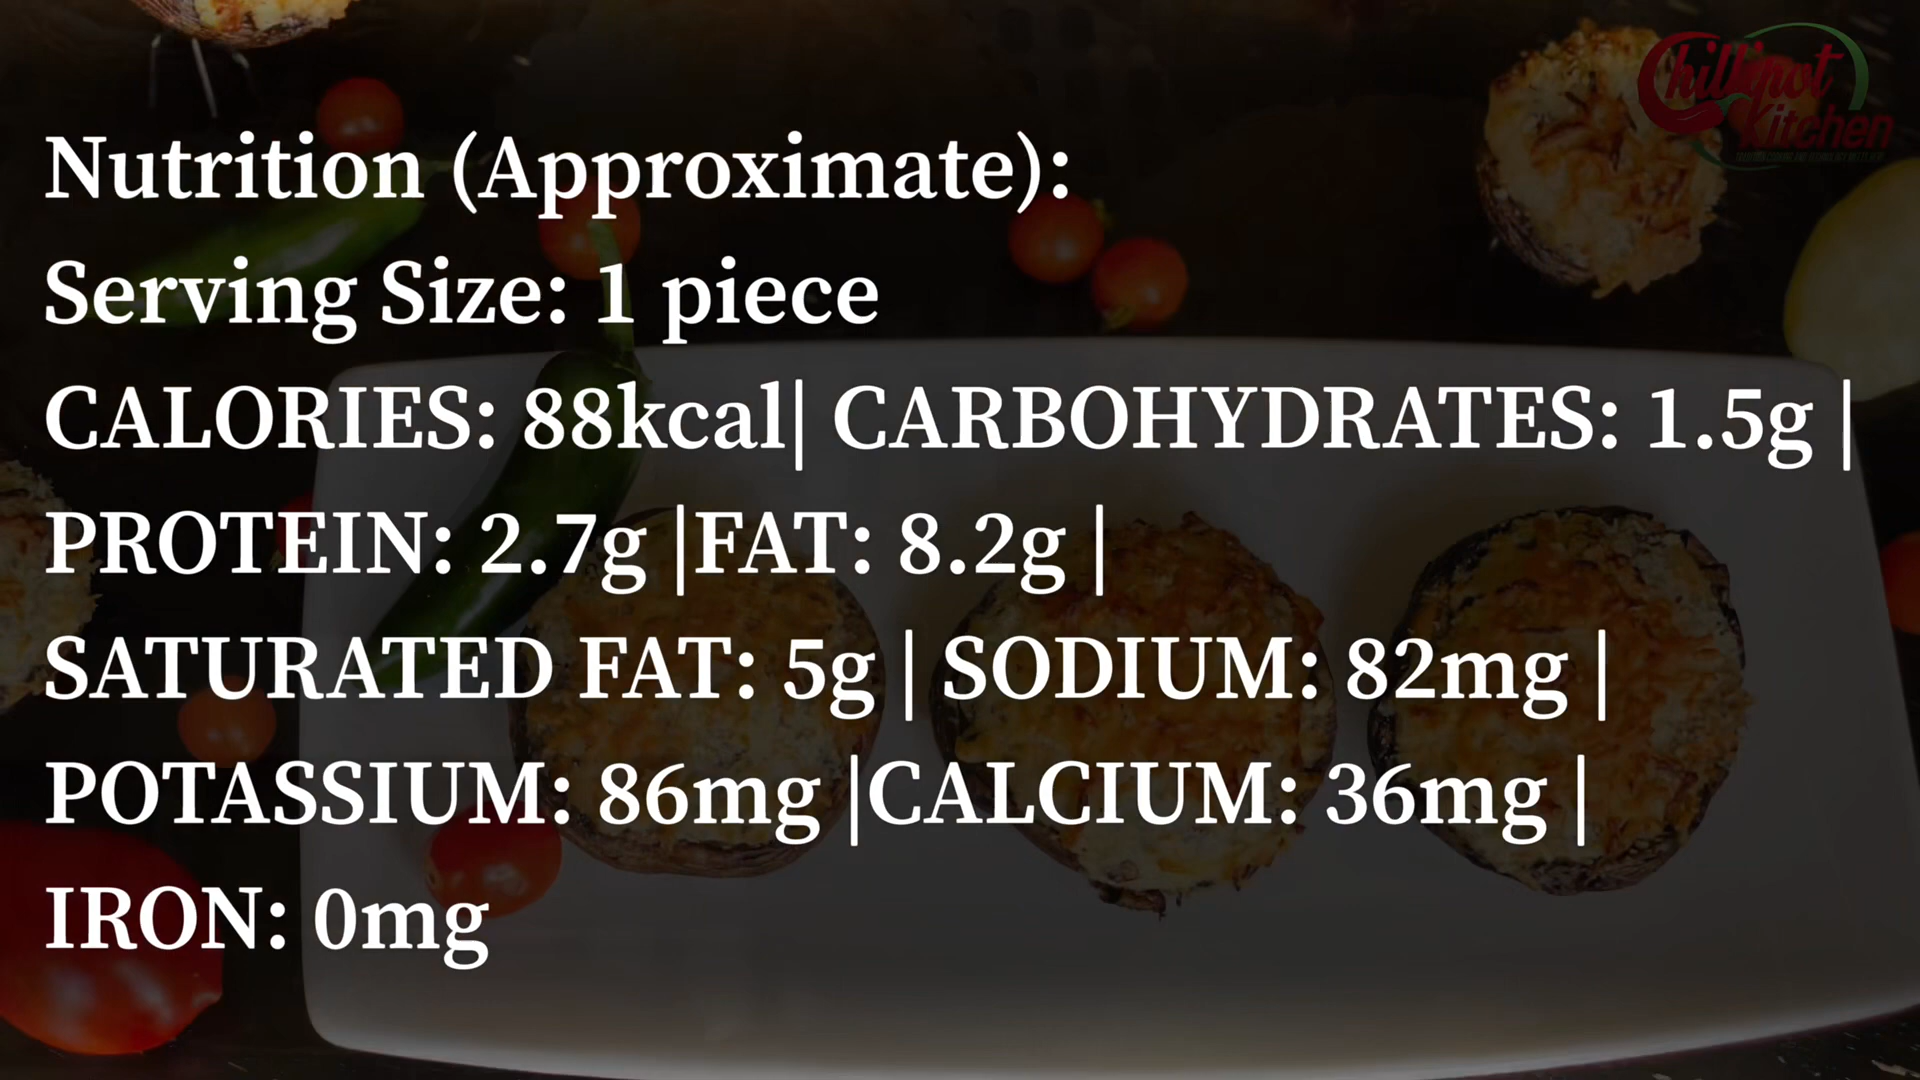 Chillipot
Kitchen
Nutrition (Approximate):
Serving Size: 1 piece
CALORIES: 88kcal| CARBOHYDRATES: 1.5g |
PROTEIN: 2.7g |FAT: 8.2g |
SATURATED FAT: 5g | SODIUM: 82mg |
POTASSIUM: 86mg |CALCIUM: 36mg |
IRON: 0mg